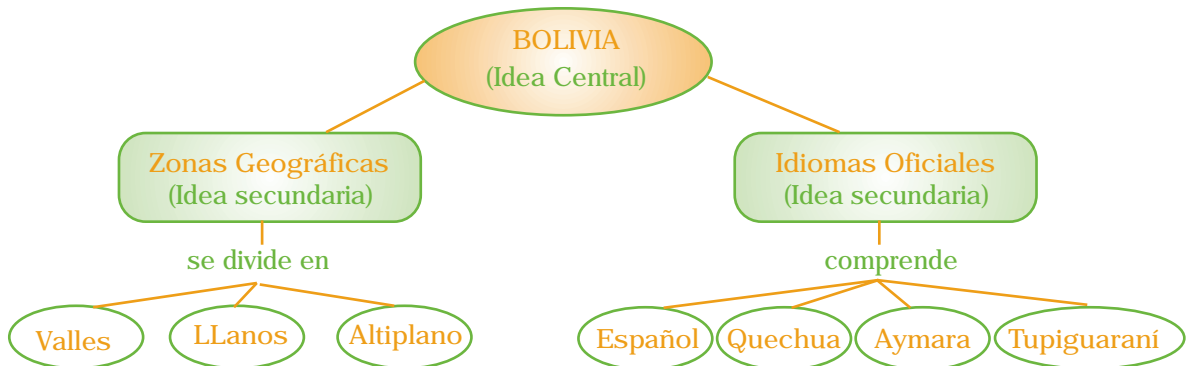 BOLIVIA
(Idea Central)
Zonas Geográficas
(Idea secundaria)
Idiomas Oficiales
(Idea secundaria)
se divide en
comprende
Valles
LLanos
Altiplano
Español
Quechua
Aymara
Tupiguaraní